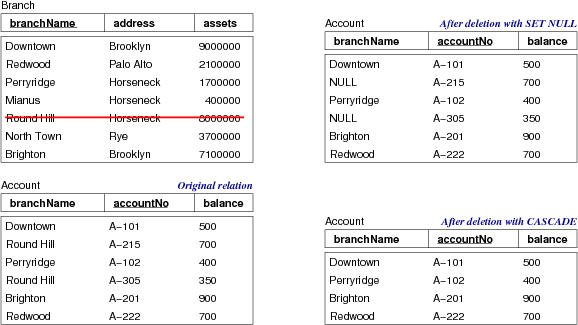 Branch
branchName address assets
Downtown Brooklyn 9000000
Redwood Palo Alto 2100000
Perryridge Horseneck 1700000
Mianus Horseneck 400000
Round Hill Horseneck 8000000
North Town Rye 3700000
Brighton Brooklyn 7100000
Account Original relation
branchName accountNo balance
Downtown A-101 500
Round Hill A-215 700
Perryridge A-102 400
Round Hill A-305 350
Brighton A-201 900
Redwood A-222 700
Account After deletion with SET NULL
branchName accountNo balance
Downtown A-101 500
NULL A-215 700
Perryridge A-102 400
NULL A-305 350
Brighton A-201 900
Redwood A-222 700
Account After deletion with CASCADE
branchName accountNo balance
Downtown A-101 500
Perryridge A-102 400
Brighton A-201 900
Redwood A-222 700